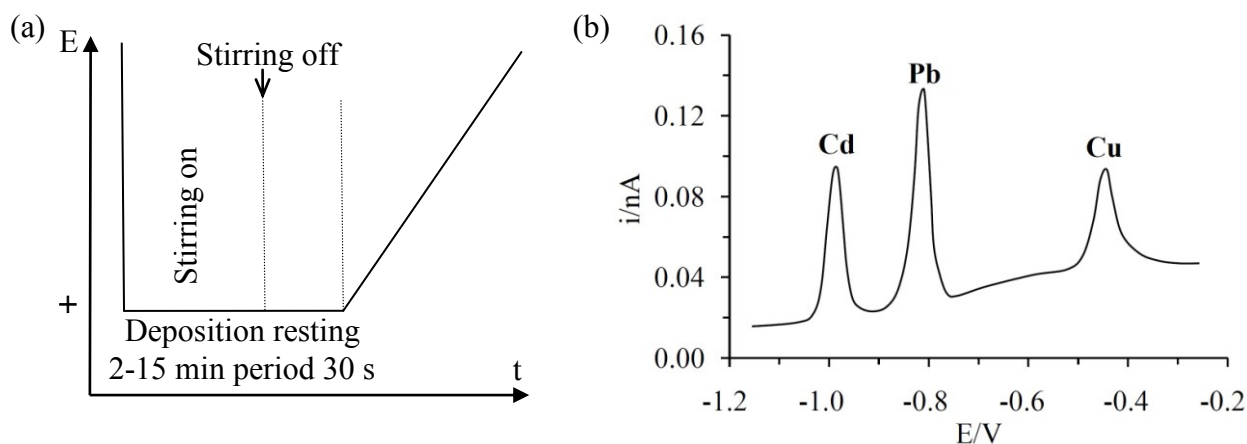 (a)
E
Stirring off
Stirring on
+
Deposition resting
2-15 min period 30 s
t
(b)
i/nA
0.16
0.12
0.08
0.04
0.00
Cd
Pb
Cu
-1.2
-1.0
-0.8
-0.6
-0.4
-0.2
E/V